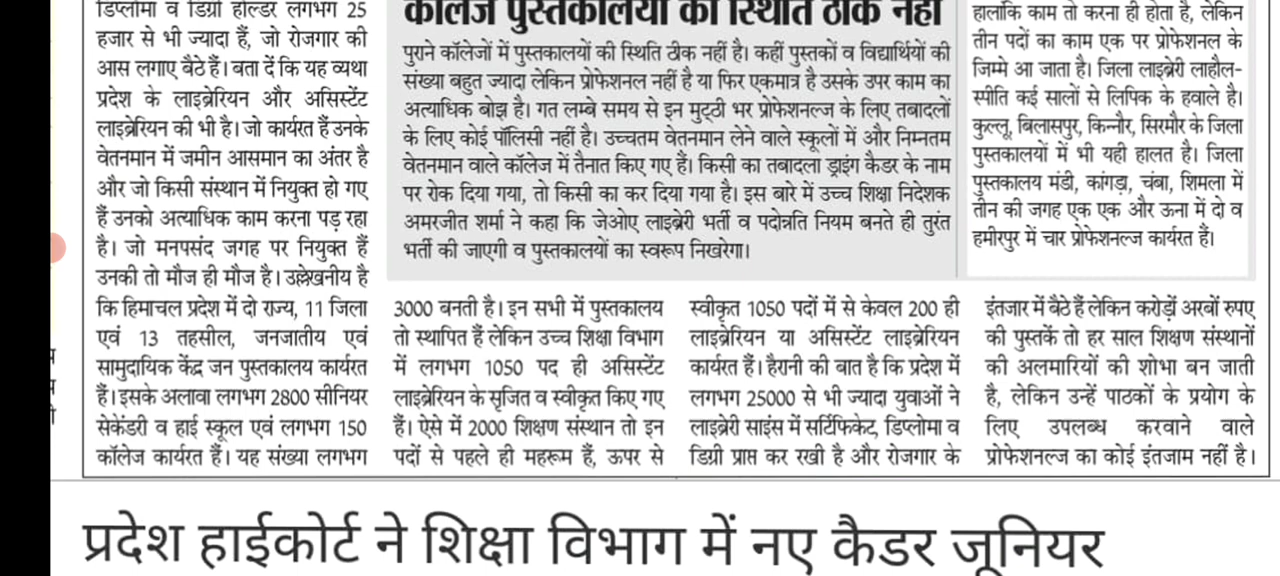 डिप्लोमा व डिग्री होल्डर लगभग 25
हजार से भी ज्यादा हैं, जो रोजगार की
आस लगाए बैठे हैं। बता दें कि यह व्यथा
प्रदेश के लाइब्रेरियन और असिस्टेंट
लाइब्रेरियन की भी है। जो कार्यरत हैं उनके
वेतनमान में जमीन आसमान का अंतर है
और जो किसी संस्थान में नियुक्त हो गए
हैं उनको अत्याधिक काम करना पड़ रहा
है। जो मनपसंद जगह पर नियुक्त हैं
उनकी तो मौज ही मौज है। उल्लेखनीय है
कि हिमाचल प्रदेश में दो राज्य, 11 जिला
एवं 13 तहसील, जनजातीय एवं
सामुदायिक केंद्र जन पुस्तकालय कार्यरत
हैं। इसके अलावा लगभग 2800 सीनियर
सेकेंडरी व हाई स्कूल एवं लगभग 150
कॉलेज कार्यरत हैं। यह संख्या लगभग
कॉलेज पुस्तकालयों की स्थिति ठीक नहीं
पुराने कॉलेजों में पुस्तकालयों की स्थिति ठीक नहीं है। कहीं पुस्तकों व विद्यार्थियों की
संख्या बहुत ज्यादा लेकिन प्रोफेशनल नहीं है या फिर एकमात्र है उसके उपर काम का
अत्याधिक बोझ है। गत लम्बे समय से इन मुट्ठी भर प्रोफेशनल्ज के लिए तबादलों
के लिए कोई पॉलिसी नहीं है। उच्चतम वेतनमान लेने वाले स्कूलों में और निम्नतम
वेतनमान वाले कॉलेज में तैनात किए गए हैं। किसी का तबादला ड्राइंग कैडर के नाम
पर रोक दिया गया, तो किसी का कर दिया गया है। इस बारे में उच्च शिक्षा निदेशक
अमरजीत शर्मा ने कहा कि जेओए लाइब्रेरी भर्ती व पदोन्नति नियम बनते ही तुरंत
भर्ती की जाएगी व पुस्तकालयों का स्वरूप निखरेगा।
हालांकि काम तो करना ही होता है, लेकिन
तीन पदों का काम एक पर प्रोफेशनल के
जिम्मे आ जाता है। जिला लाइब्रेरी लाहौल-
स्पीति कई सालों से लिपिक के हवाले है।
कुल्लू, बिलासपुर, किन्नौर, सिरमौर के जिला
पुस्तकालयों में भी यही हालत है। जिला
पुस्तकालय मंडी, कांगड़ा, चंबा, शिमला में
तीन की जगह एक एक और ऊना में दो व
हमीरपुर में चार प्रोफेशनल्ज कार्यरत हैं।
3000 बनती है। इन सभी में पुस्तकालय
तो स्थापित हैं लेकिन उच्च शिक्षा विभाग
में लगभग 1050 पद ही असिस्टेंट
लाइब्रेरियन के सृजित व स्वीकृत किए गए
हैं। ऐसे में 2000 शिक्षण संस्थान तो इन
पदों से पहले ही महरूम हैं, ऊपर से
स्वीकृत 1050 पदों में से केवल 200 ही
लाइब्रेरियन या असिस्टेंट लाइब्रेरियन
कार्यरत हैं। हैरानी की बात है कि प्रदेश में
लगभग 25000 से भी ज्यादा युवाओं ने
लाइब्रेरी साइंस में सर्टिफिकेट, डिप्लोमा व
डिग्री प्राप्त कर रखी है और रोजगार के
इंतजार में बैठे हैं लेकिन करोड़ों अरबों रुपए
की पुस्तकें तो हर साल शिक्षण संस्थानों
की अलमारियों की शोभा बन जाती
है, लेकिन उन्हें पाठकों के प्रयोग के
लिए उपलब्ध करवाने वाले
प्रोफेशनल्ज का कोई इंतजाम नहीं है।
प्रदेश हाईकोर्ट ने शिक्षा विभाग में नए कैडर जूनियर